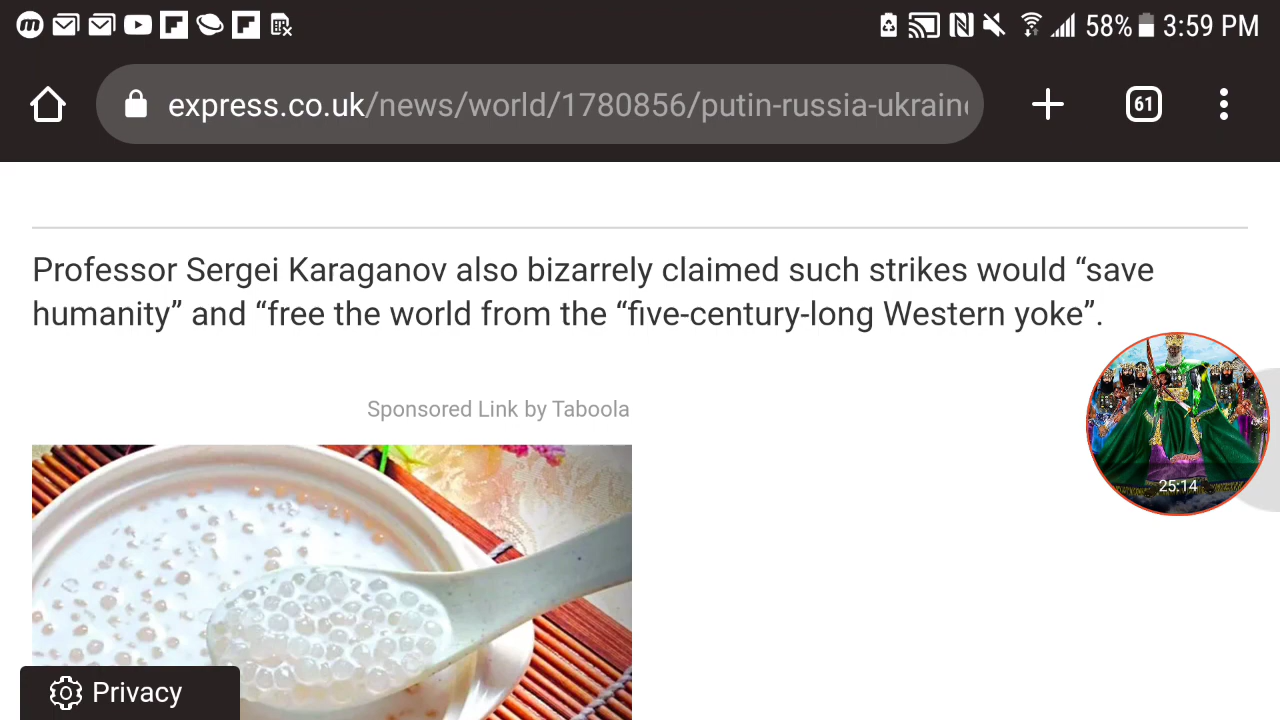 58% 3:59 PM
express.co.uk/news/world/1780856/putin-russia-ukrain
61
Professor Sergei Karaganov also bizarrely claimed such strikes would “save
humanity” and “free the world from the “five-century-long Western yoke”.
Sponsored Link by Taboola
25:14
Privacy